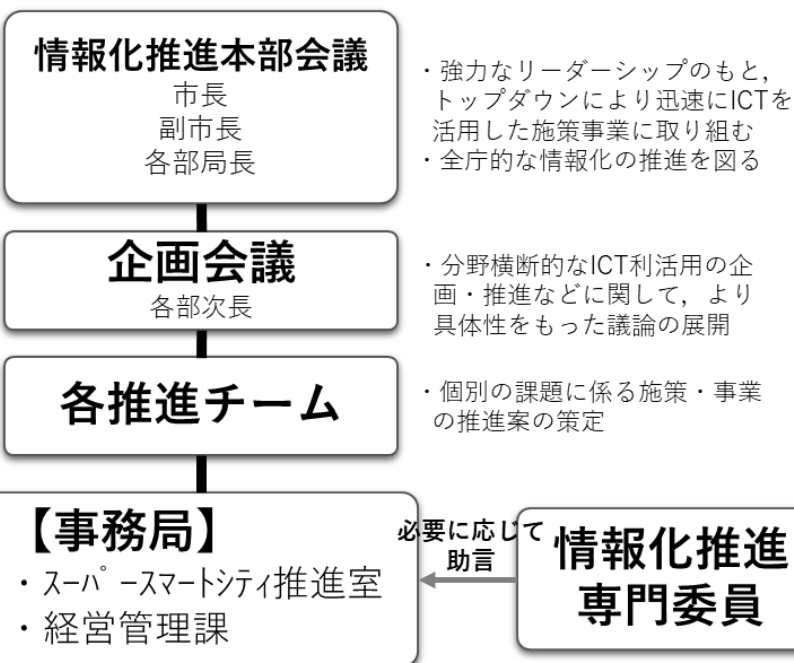 情報化推進本部会議
市長
副市長
各部局長
・強力なリーダーシップのもと,
トップダウンにより迅速にICTを
活用した施策事業に取り組む
・全庁的な情報化の推進を図る
企画会議
各部次長
・分野横断的なICT利活用の企
画・推進などに関して，より
具体性をもった議論の展開
各推進チーム
・個別の課題に係る施策・事業
の推進案の策定
【事務局】
・スーパースマートシティ推進室
・経営管理課
必要に応じて
助言
情報化推進
専門委員